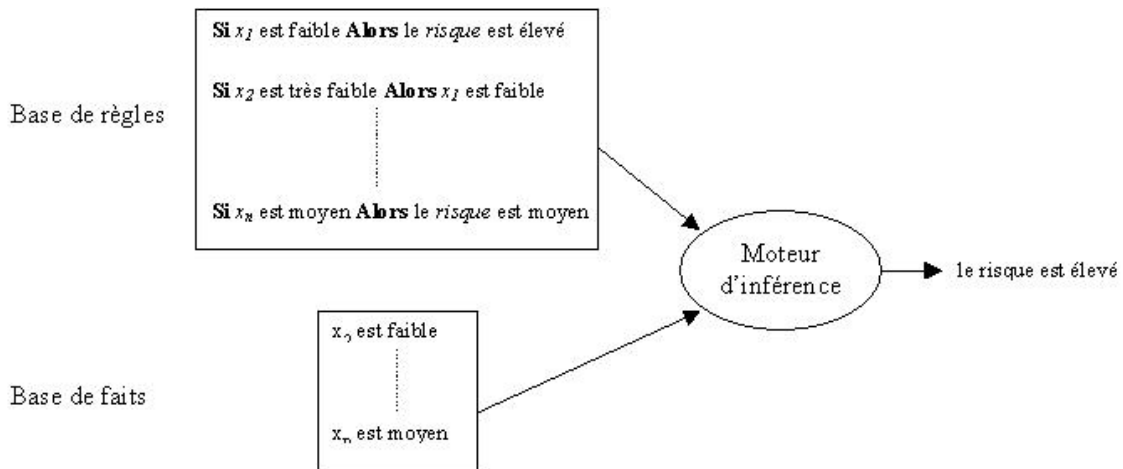 Si x₁ est faible Alors le risque est élevé
Si x₂ est très faible Alors x₁ est faible
Base de règles
Si xₙ est moyen Alors le risque est moyen
Moteur
d'inférence
le risque est élevé
x₂ est faible
Base de faits
xₙ est moyen